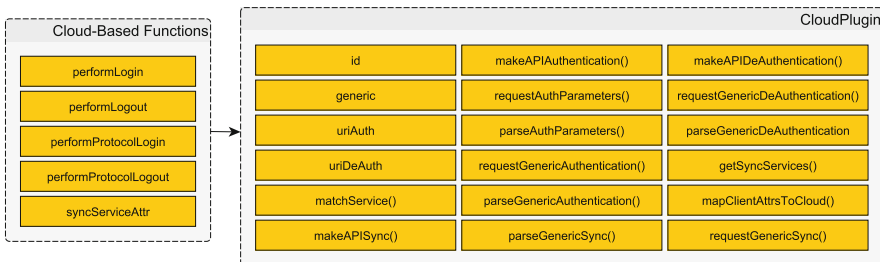 Cloud-Based Functions
performLogin
performLogout
performProtocolLogin
performProtocolLogout
syncServiceAttr
CloudPlugin
id
makeAPIAuthentication()
makeAPIDeAuthentication()
generic
requestAuthParameters()
requestGenericDeAuthentication()
uriAuth
parseAuthParameters()
parseGenericDeAuthentication
uriDeAuth
requestGenericAuthentication()
getSyncServices()
matchService()
parseGenericAuthentication()
mapClientAttrsToCloud()
makeAPISync()
parseGenericSync()
requestGenericSync()